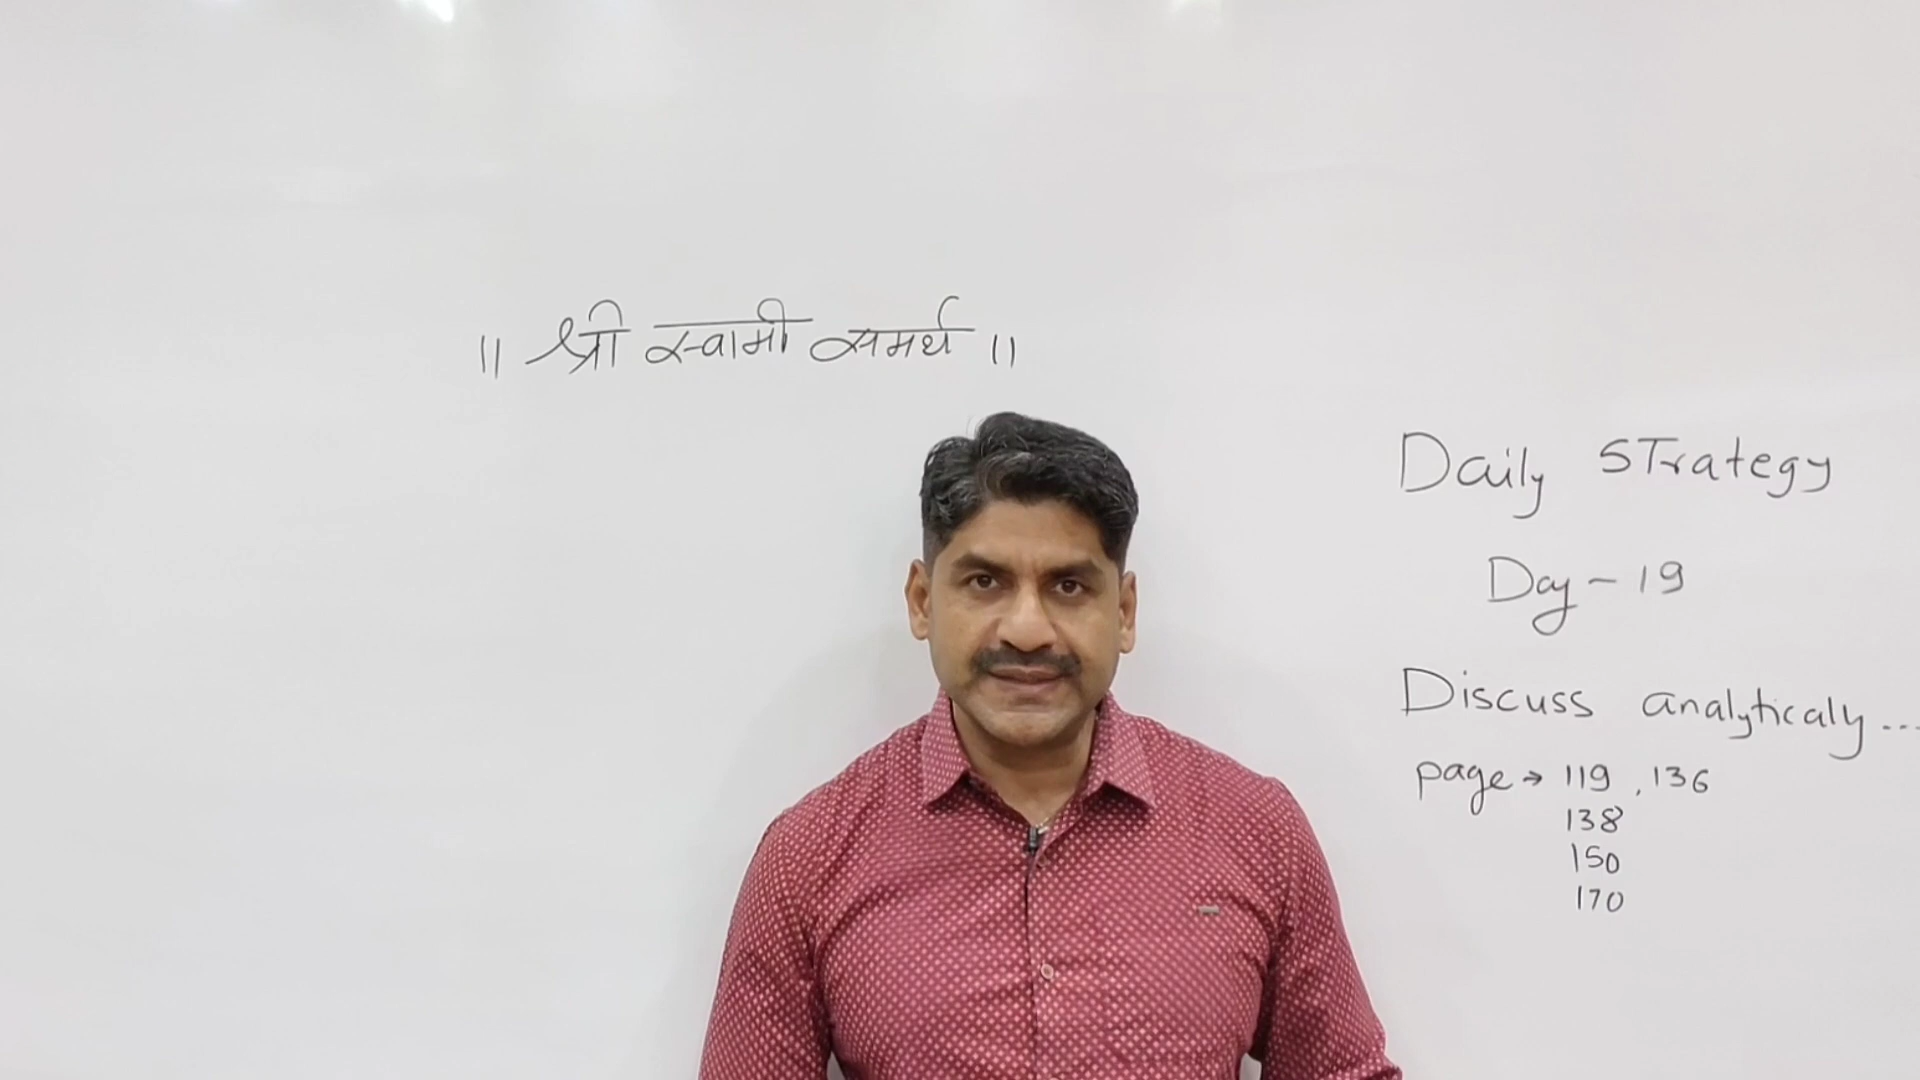 ॥ श्री स्वामी समर्थ ॥
Daily STrategy
Day - 19
Discuss analyticaly ...
page → 119 , 136
138
150
170